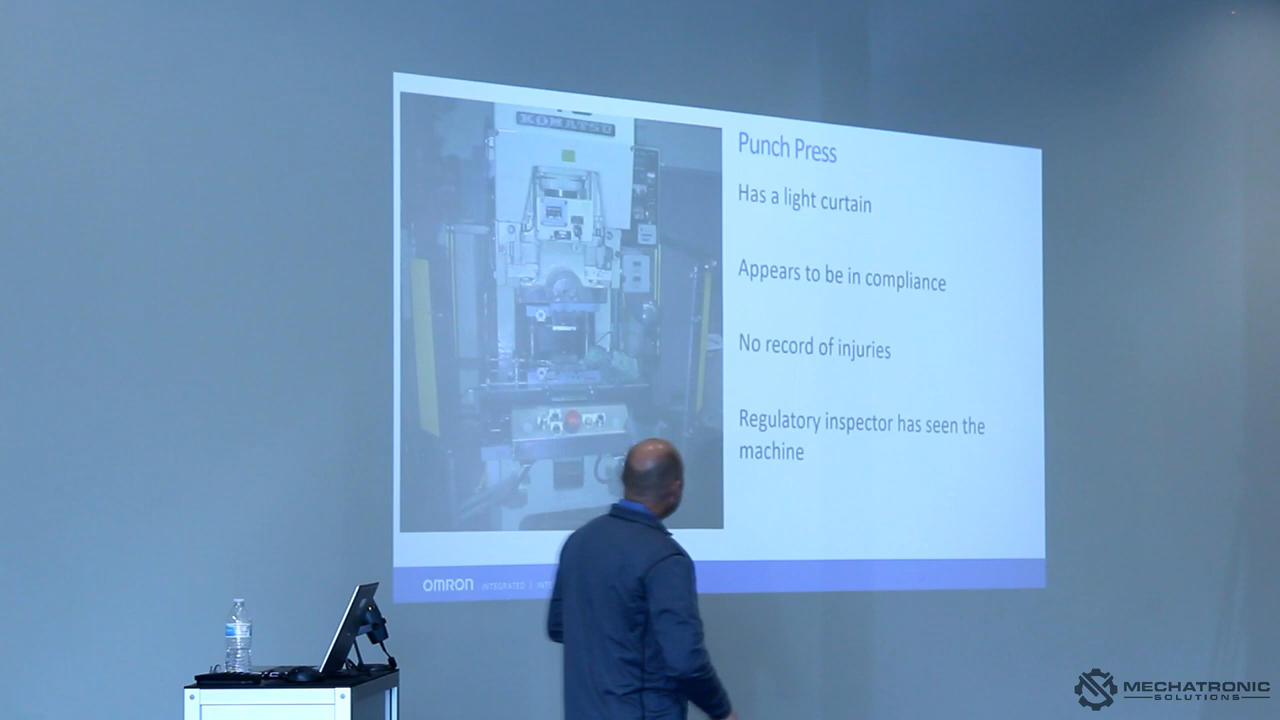 KOMATSU
Punch Press
Has a light curtain
Appears to be in compliance
No record of injuries
Regulatory inspector has seen the
machine
OMRON INTEGRATED |
MECHATRONIC
SOLUTIONS